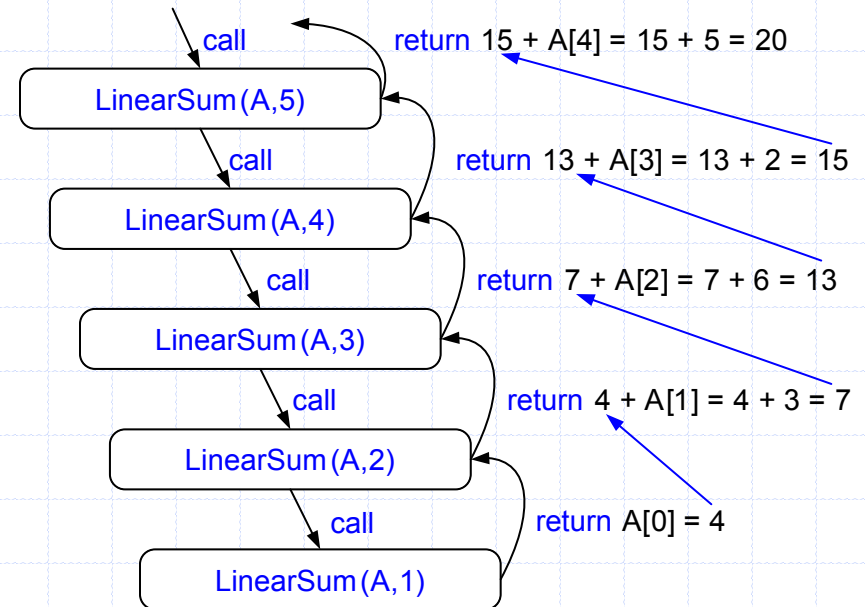 call
return 15 + A[4] = 15 + 5 = 20
LinearSum(A,5)
call
return 13 + A[3] = 13 + 2 = 15
LinearSum(A,4)
call
return 7 + A[2] = 7 + 6 = 13
LinearSum(A,3)
call
return 4 + A[1] = 4 + 3 = 7
LinearSum(A,2)
call
return A[0] = 4
LinearSum(A,1)